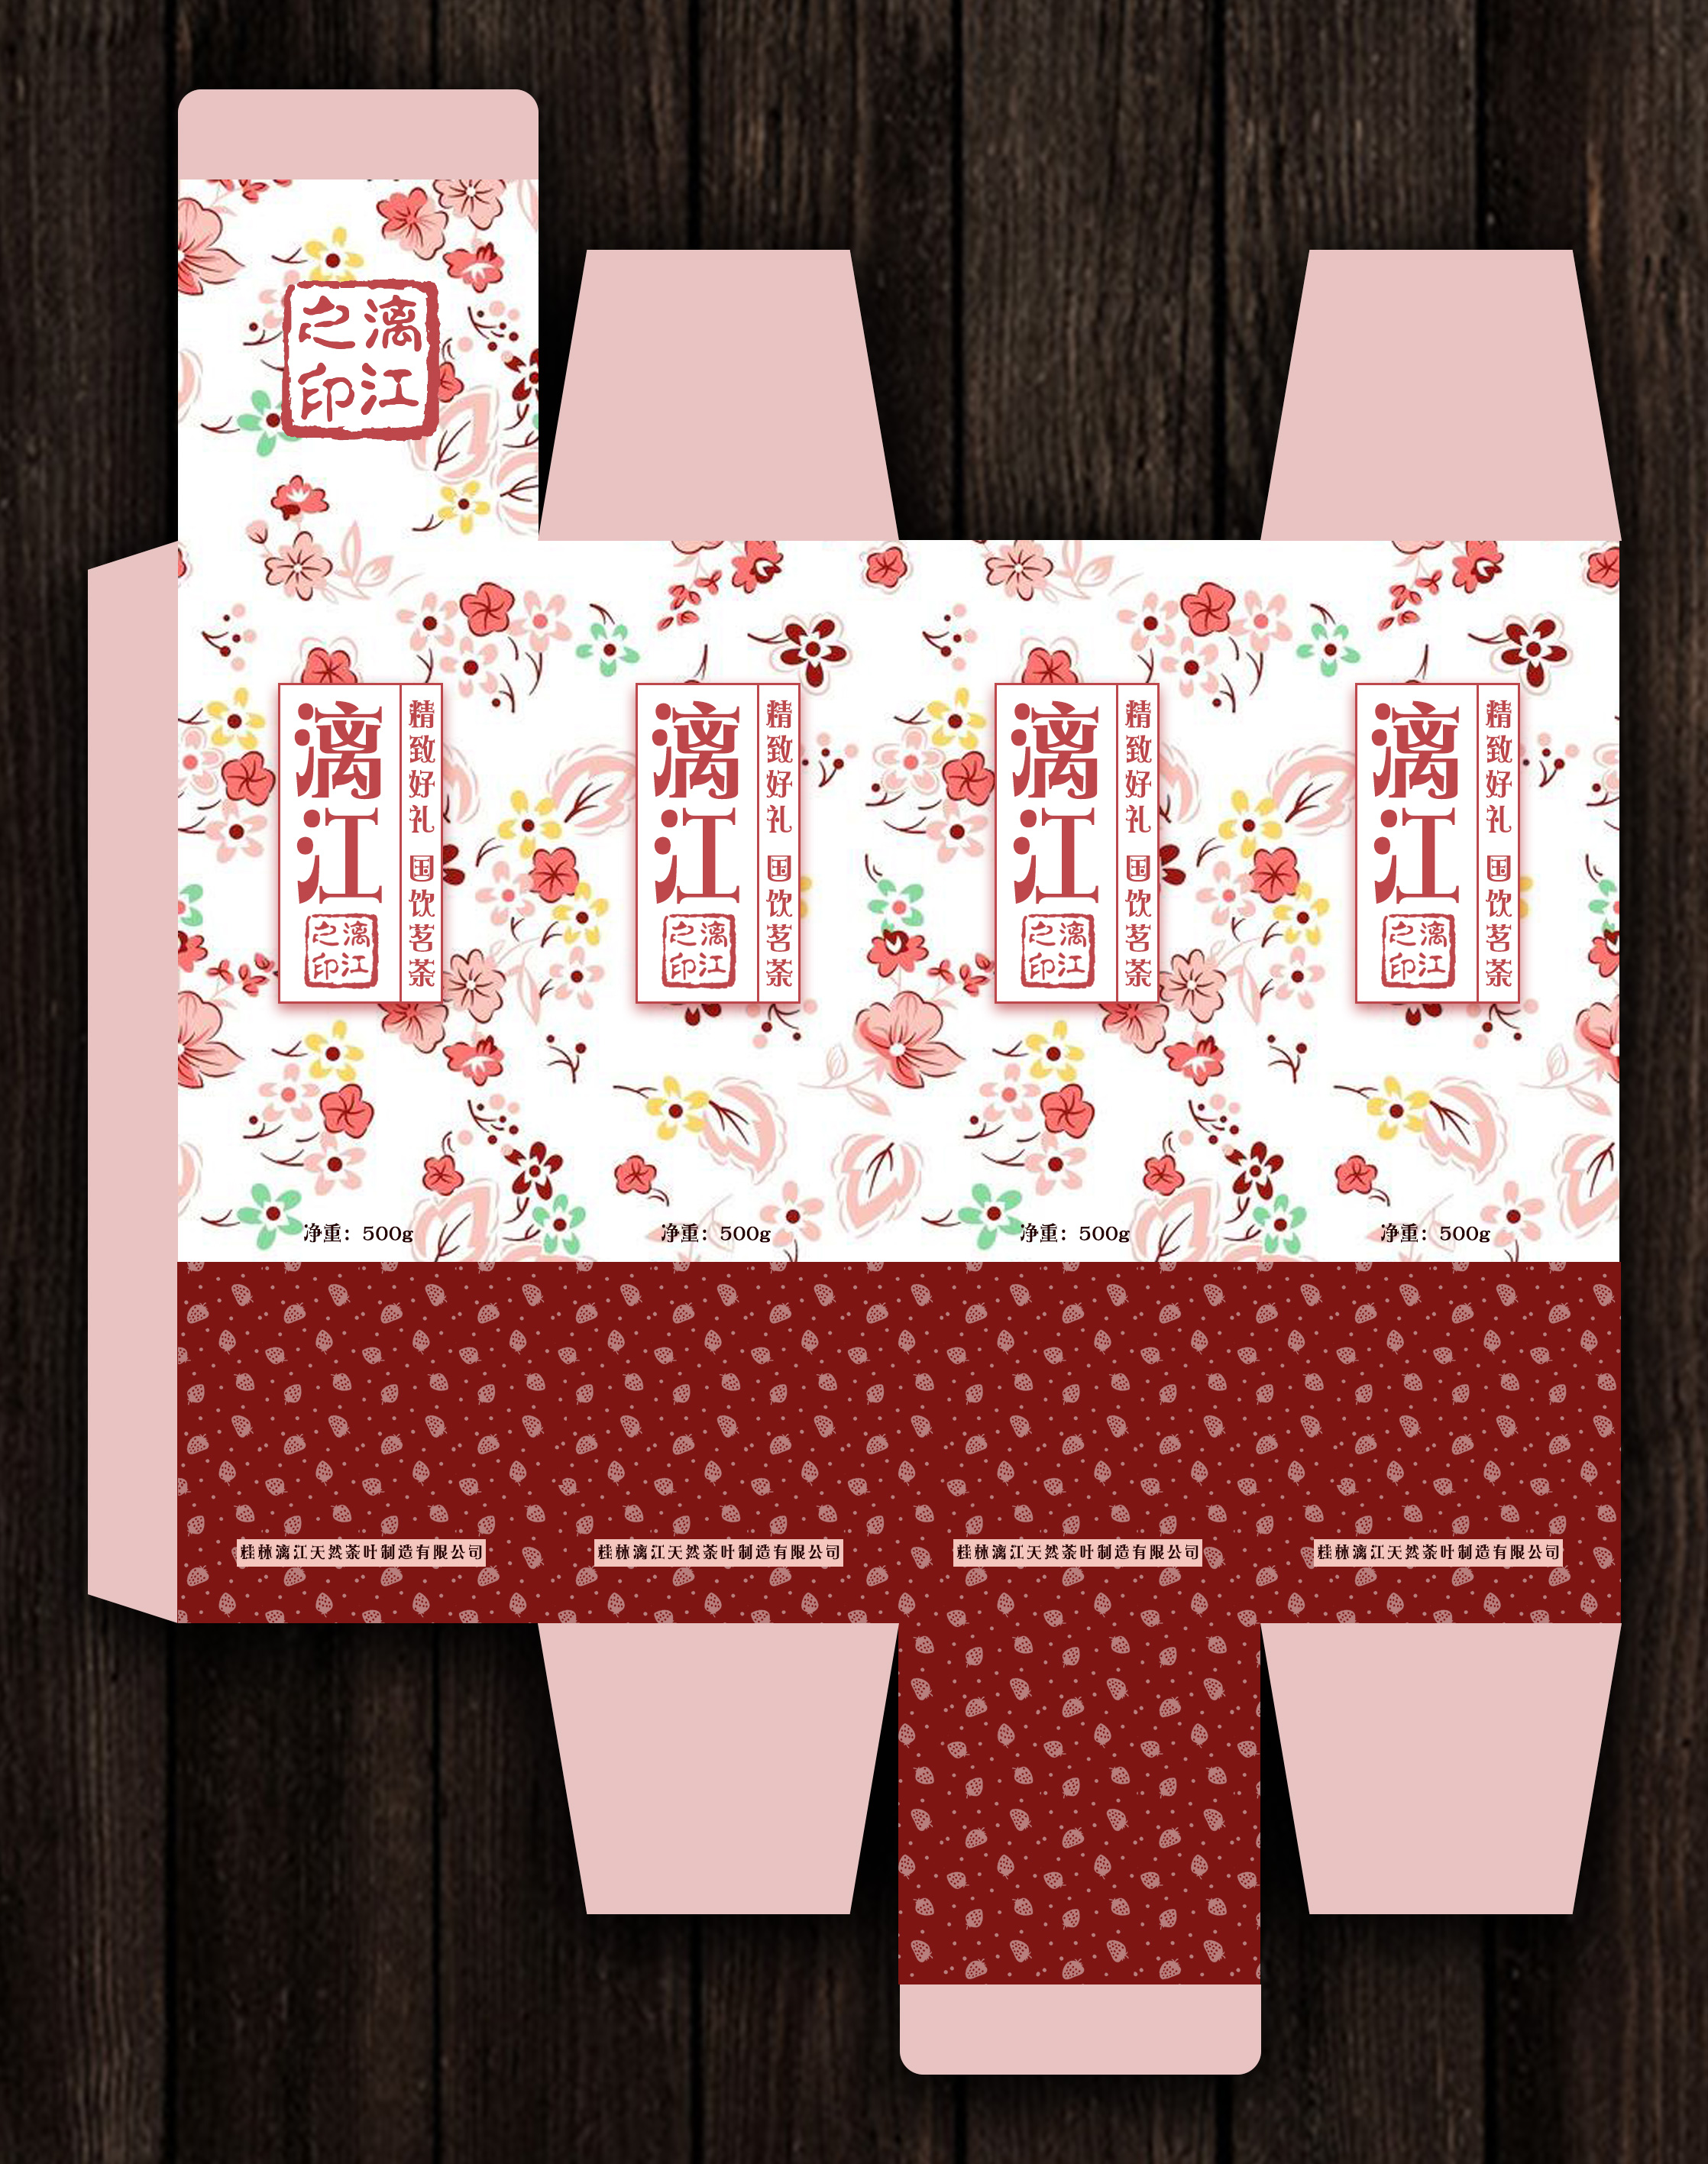 漓江
之印
漓江
精致好礼 国饮茗茶
漓江
之印
净重：500g
桂林漓江天然茶叶制造有限公司
漓江
精致好礼 国饮茗茶
漓江
之印
净重：500g
桂林漓江天然茶叶制造有限公司
漓江
精致好礼 国饮茗茶
漓江
之印
净重：500g
桂林漓江天然茶叶制造有限公司
漓江
精致好礼 国饮茗茶
漓江
之印
净重：500g
桂林漓江天然茶叶制造有限公司